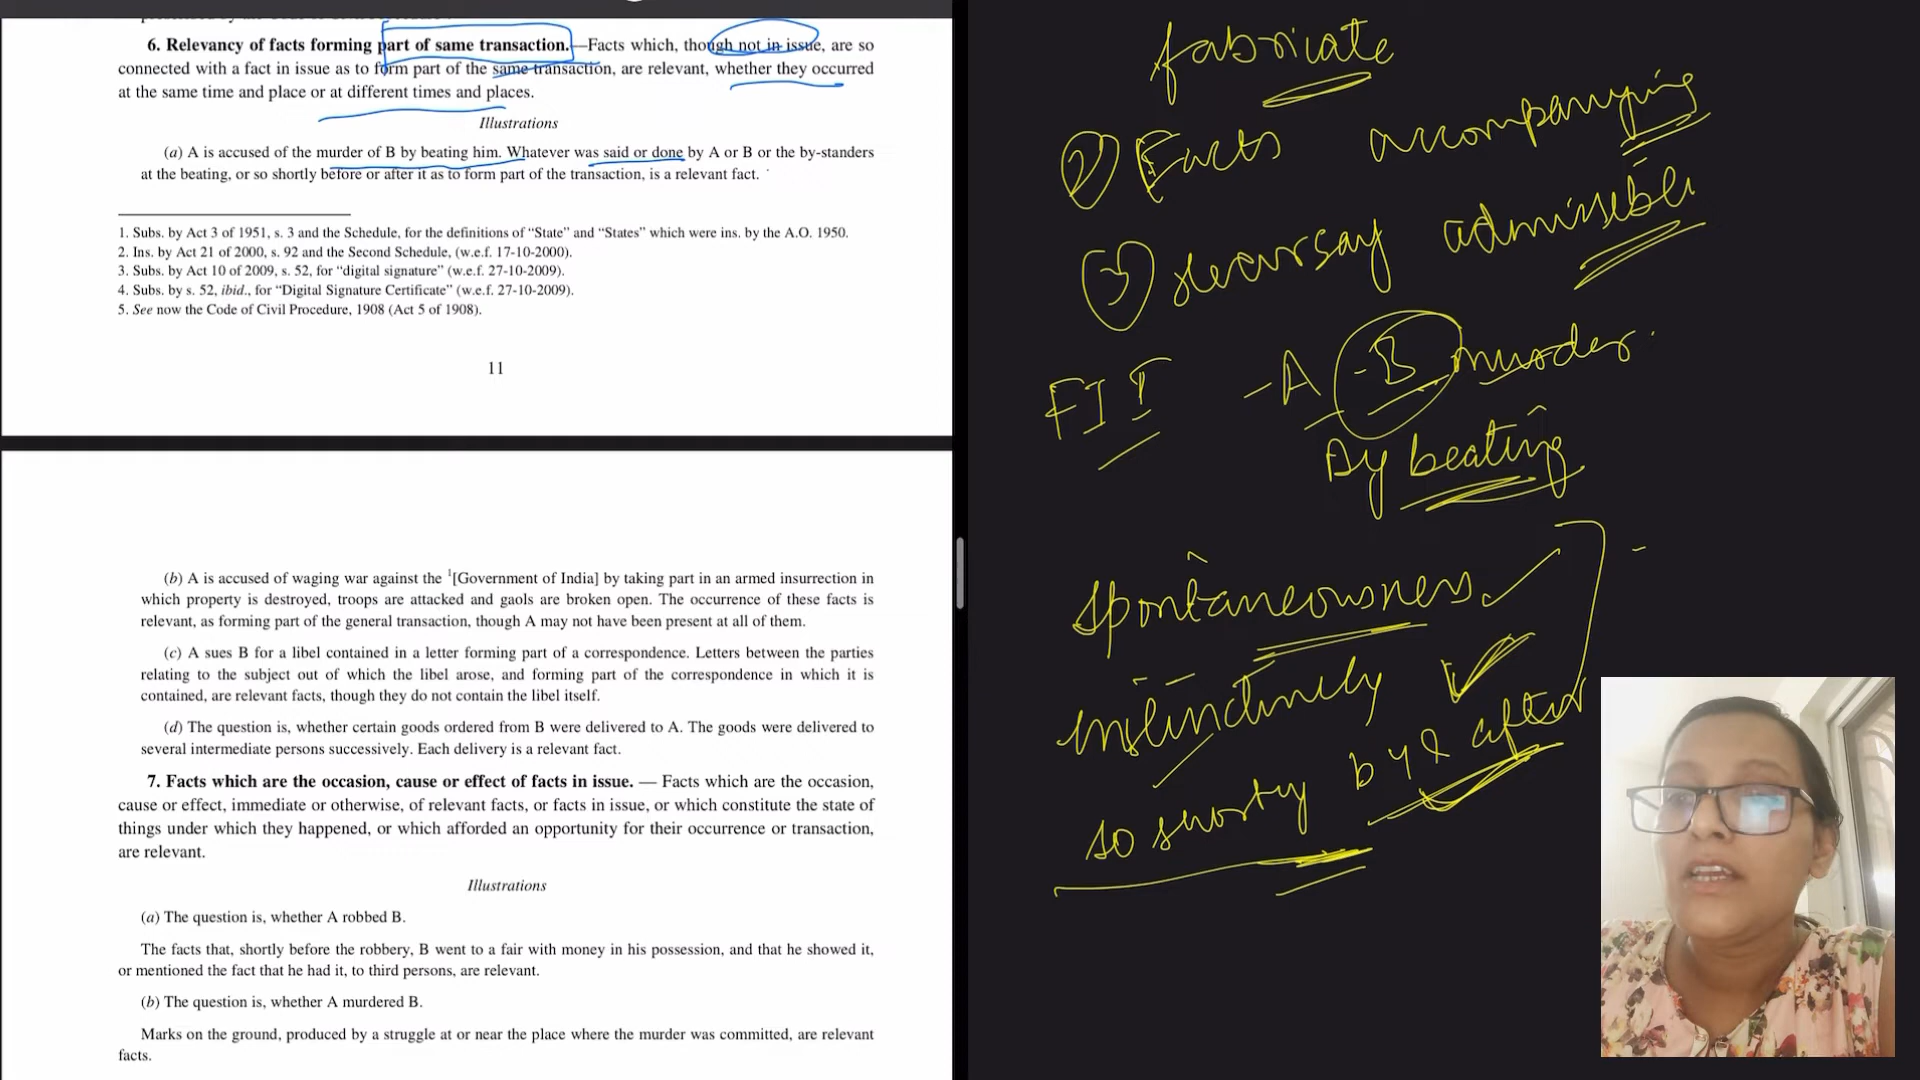 6. Relevancy of facts forming part of same transaction.—Facts which, though not in issue, are so
connected with a fact in issue as to form part of the same transaction, are relevant, whether they occurred
at the same time and place or at different times and places.
Illustrations
(a) A is accused of the murder of B by beating him. Whatever was said or done by A or B or the by-standers
at the beating, or so shortly before or after it as to form part of the transaction, is a relevant fact.
1. Subs. by Act 3 of 1951, s. 3 and the Schedule, for the definitions of “State” and “States” which were ins. by the A.O. 1950.
2. Ins. by Act 21 of 2000, s. 92 and the Second Schedule, (w.e.f. 17-10-2000).
3. Subs. by Act 10 of 2009, s. 52, for “digital signature” (w.e.f. 27-10-2009).
4. Subs. by s. 52, ibid., for “Digital Signature Certificate” (w.e.f. 27-10-2009).
5. See now the Code of Civil Procedure, 1908 (Act 5 of 1908).
11
(b) A is accused of waging war against the 1[Government of India] by taking part in an armed insurrection in
which property is destroyed, troops are attacked and gaols are broken open. The occurrence of these facts is
relevant, as forming part of the general transaction, though A may not have been present at all of them.
(c) A sues B for a libel contained in a letter forming part of a correspondence. Letters between the parties
relating to the subject out of which the libel arose, and forming part of the correspondence in which it is
contained, are relevant facts, though they do not contain the libel itself.
(d) The question is, whether certain goods ordered from B were delivered to A. The goods were delivered to
several intermediate persons successively. Each delivery is a relevant fact.
7. Facts which are the occasion, cause or effect of facts in issue. — Facts which are the occasion,
cause or effect, immediate or otherwise, of relevant facts, or facts in issue, or which constitute the state of
things under which they happened, or which afforded an opportunity for their occurrence or transaction,
are relevant.
Illustrations
(a) The question is, whether A robbed B.
The facts that, shortly before the robbery, B went to a fair with money in his possession, and that he showed it,
or mentioned the fact that he had it, to third persons, are relevant.
(b) The question is, whether A murdered B.
Marks on the ground, produced by a struggle at or near the place where the murder was committed, are relevant
facts.
fabricate
② Facts accompanying
③ Hearsay admissible
FIT - A - B murder
By beating
Spontaneousness
instinctively
so shortly b4 & after